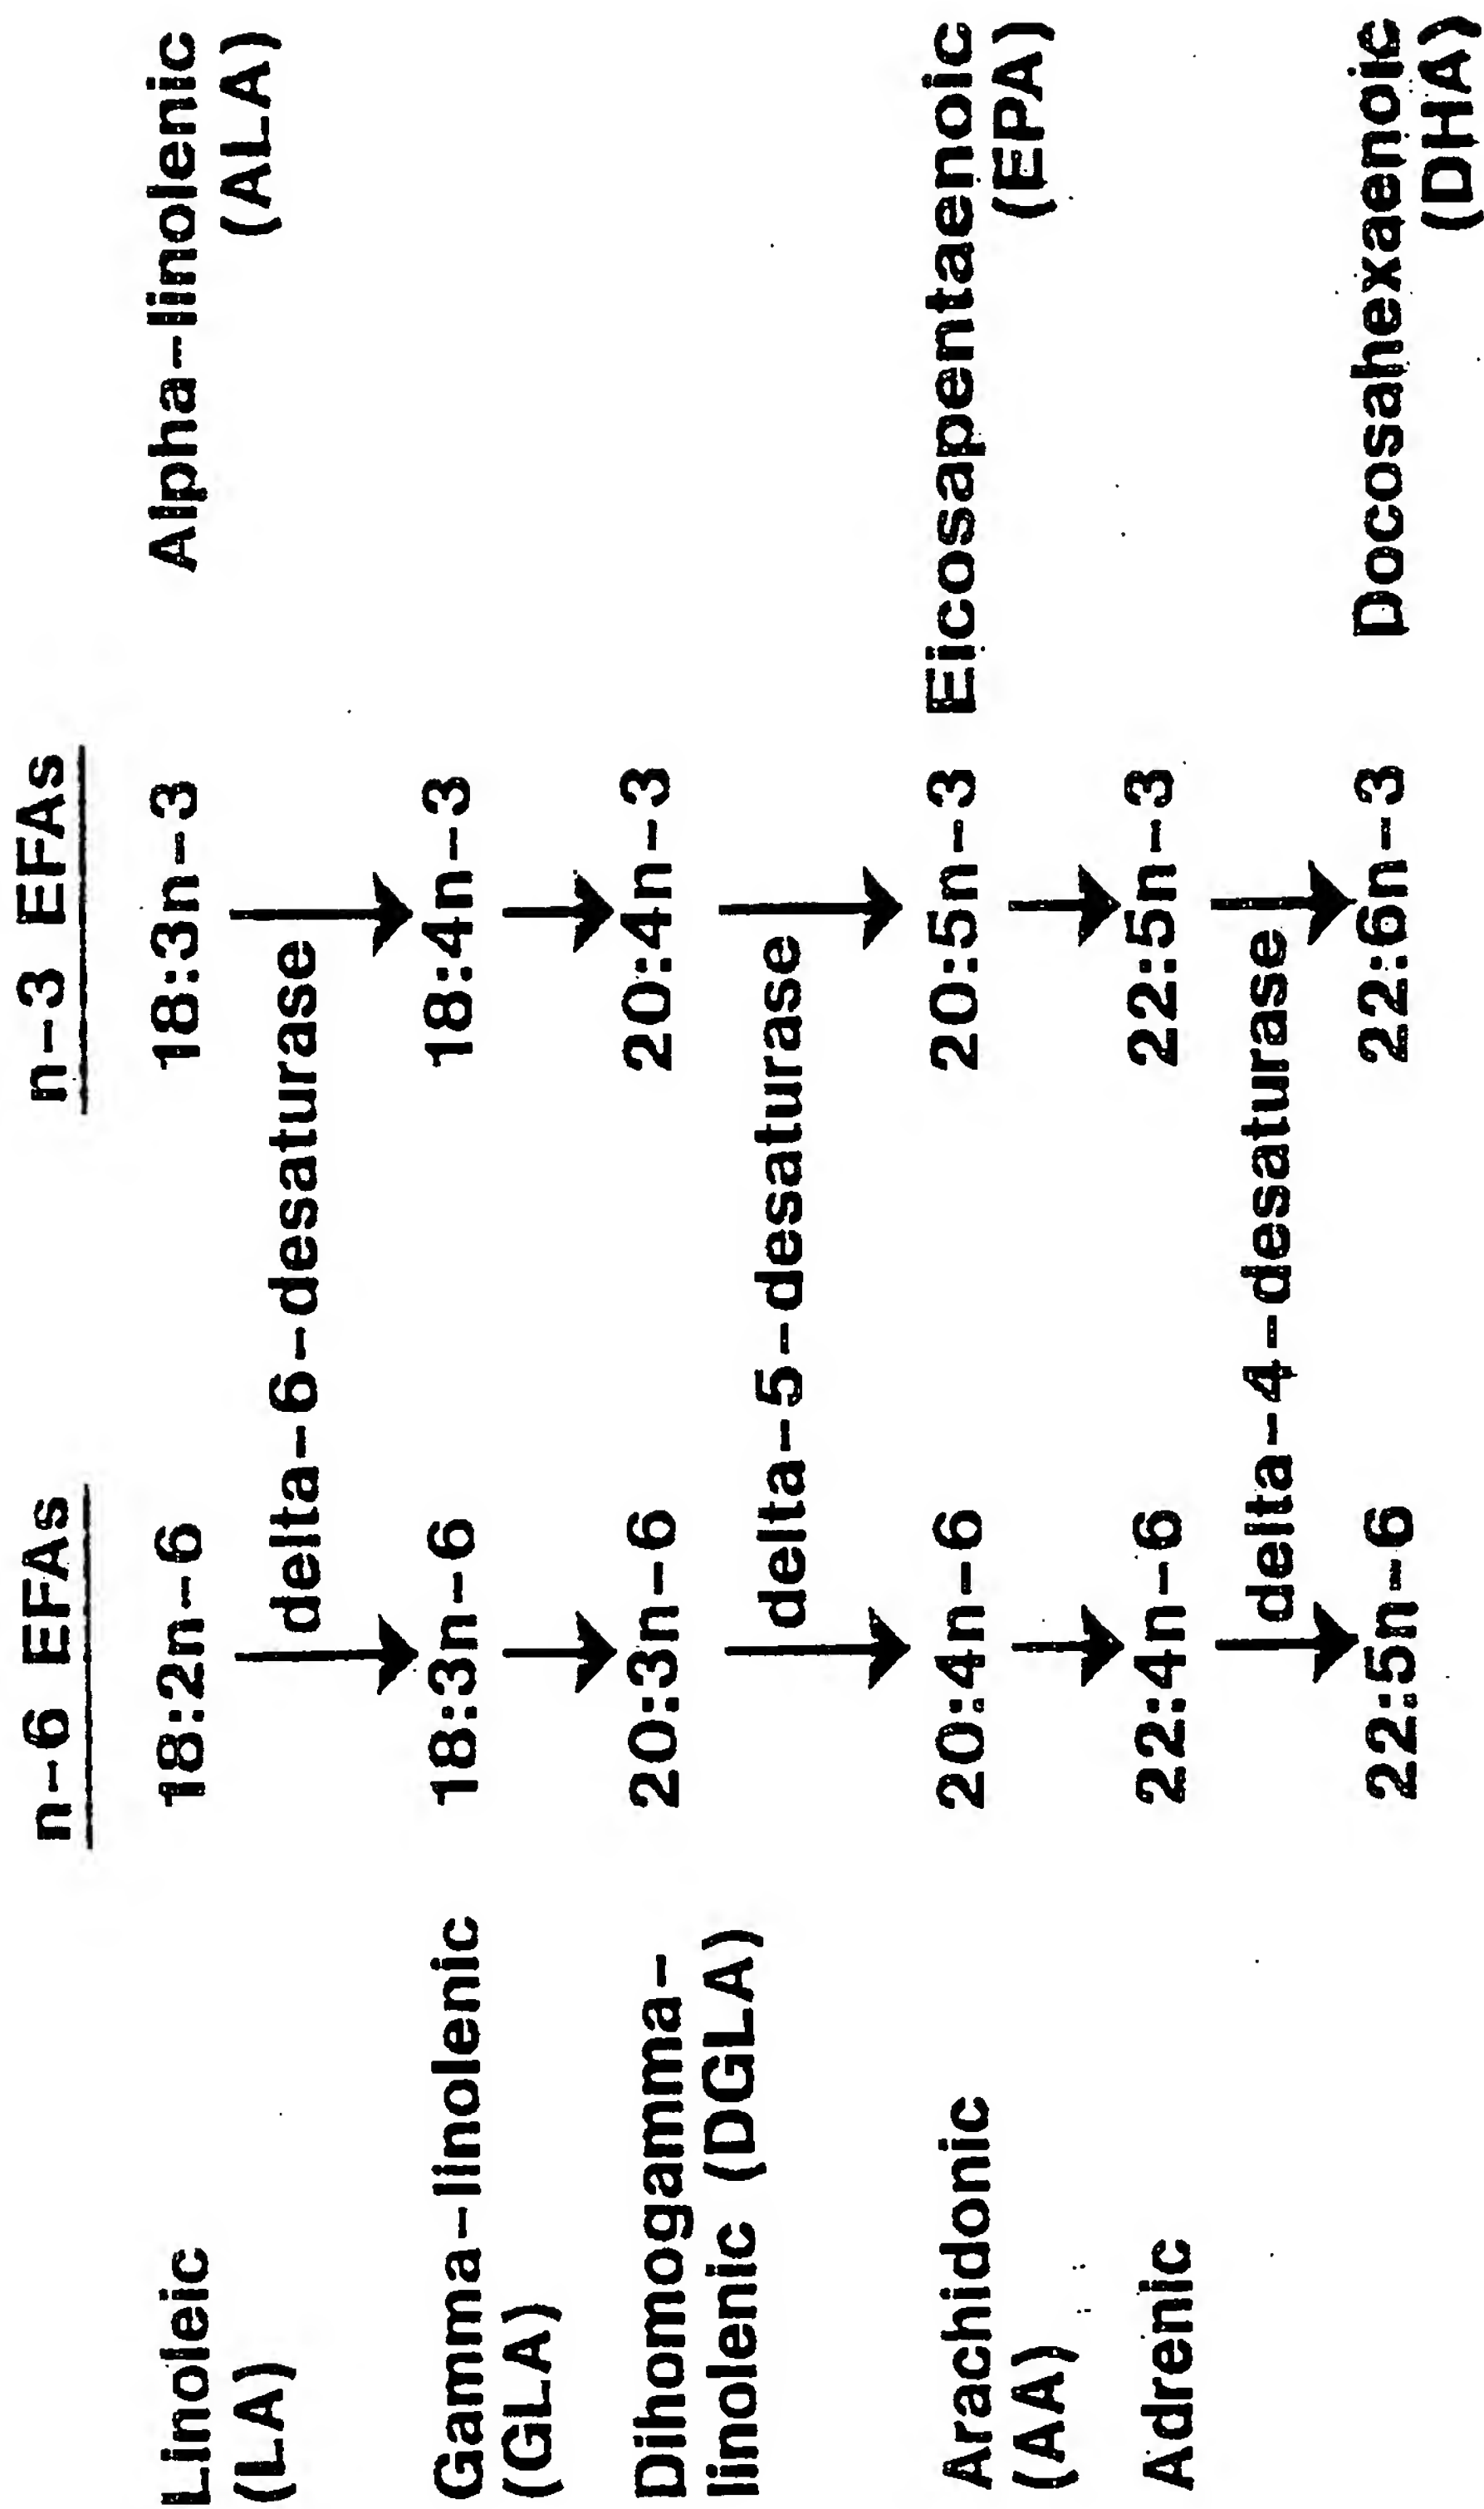 n-6 EFAs
n-3 EFAs
Linoleic
(LA)
18:2n-6
18:3n-3
Alpha-linolenic
(ALA)
delta-6-desaturase
Gamma-linolenic
(GLA)
18:3n-6
18:4n-3
Dihomogamma-
linolenic (DGLA)
20:3n-6
20:4n-3
delta-5-desaturase
Arachidonic
(AA)
20:4n-6
20:5n-3
Eicosapentaenoic
(EPA)
Adrenic
22:4n-6
22:5n-3
delta-4-desaturase
22:5n-6
22:6n-3
Docosahexaenoic
(DHA)